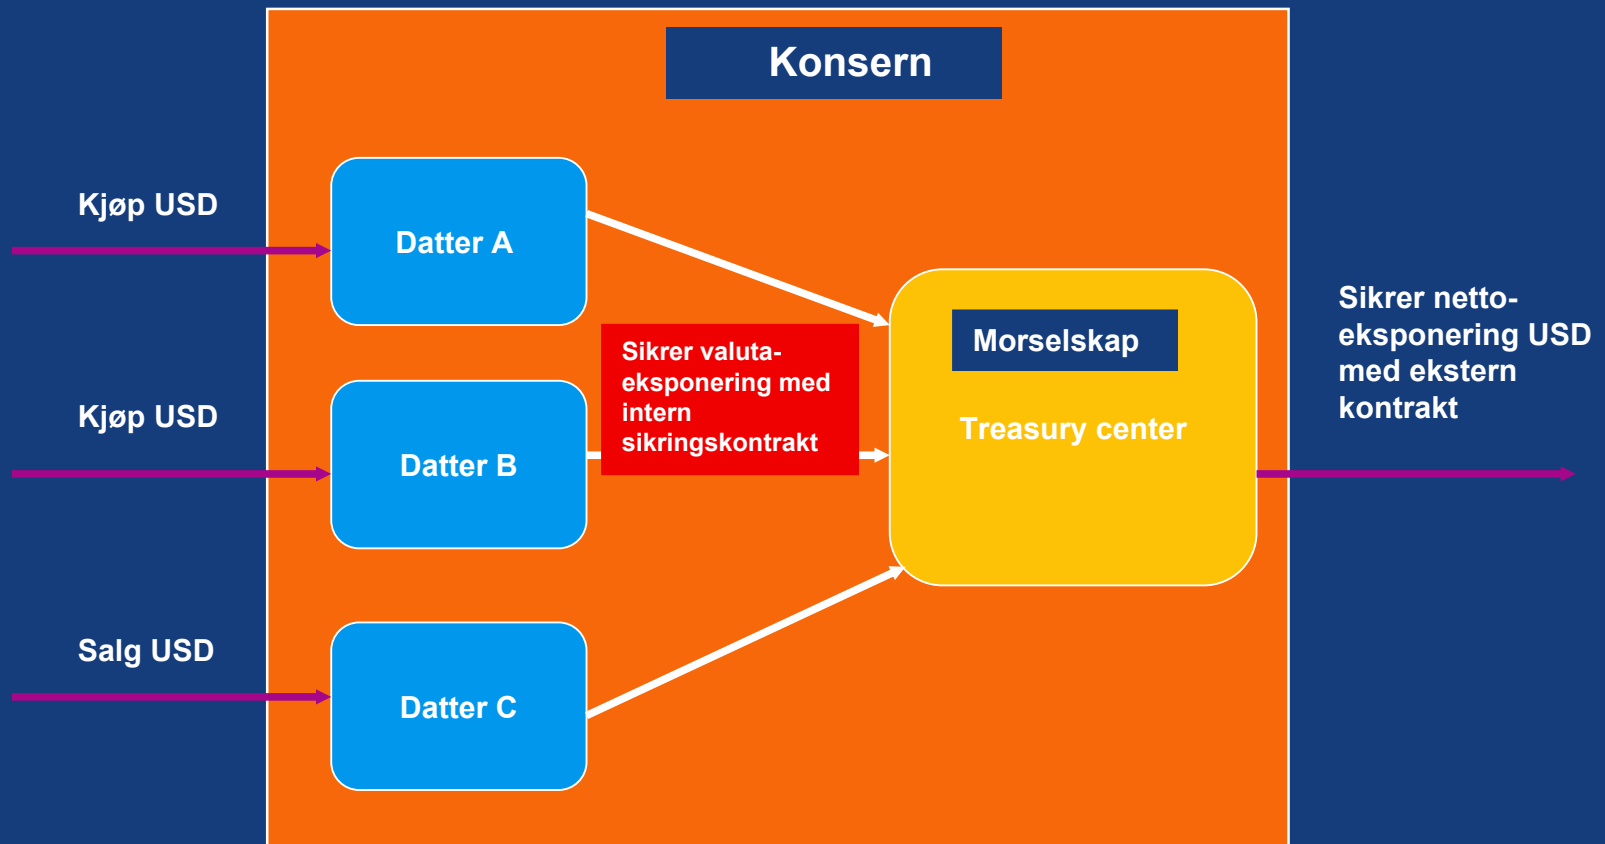 Konsern
Kjøp USD
Datter A
Kjøp USD
Datter B
Salg USD
Datter C
Sikrer valuta-
eksponering med
intern
sikringskontrakt
Morselskap
Treasury center
Sikrer netto-
eksponering USD
med ekstern
kontrakt